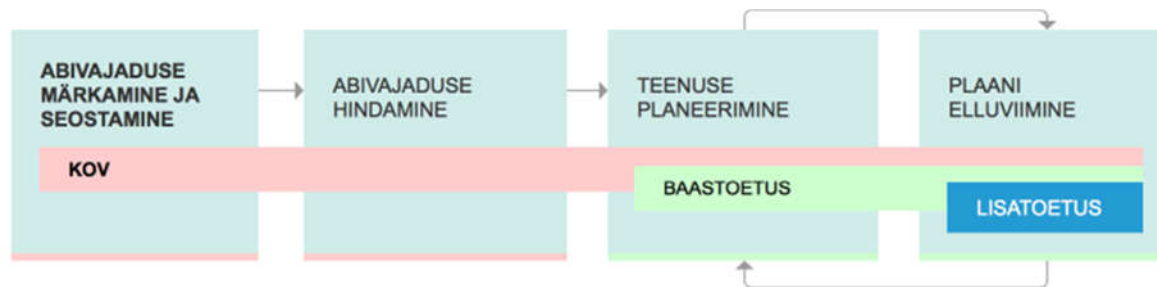 ABIVAJADUSE
MÄRKAMINE JA
SEOSTAMINE
ABIVAJADUSE
HINDAMINE
TEENUSE
PLANEERIMINE
PLAANI
ELLUVIIMINE
KOV
BAASTOETUS
LISATOETUS